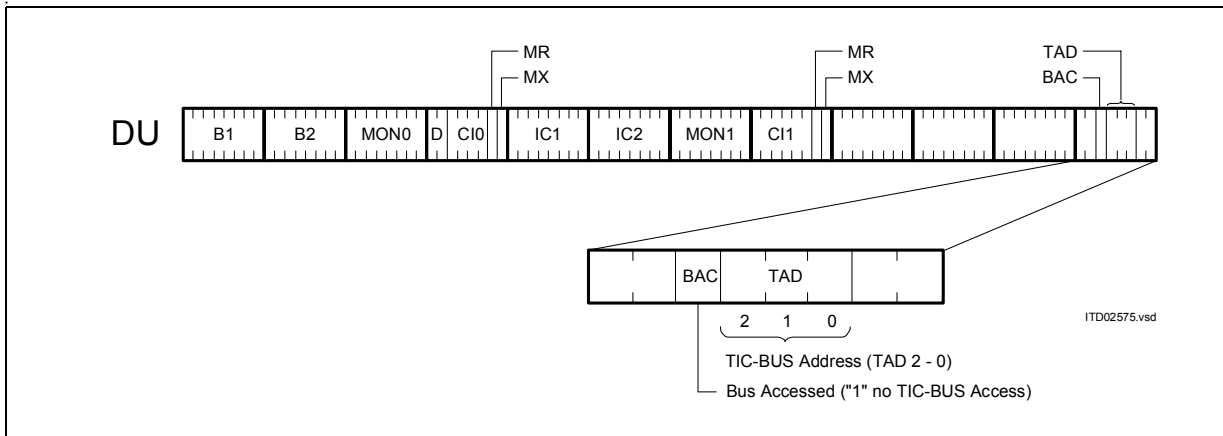 MR
MX
MR
MX
TAD
BAC
DU
B1 B2 MON0 D CI0 IC1 IC2 MON1 CI1
BAC TAD
2 1 0
ITD02575.vsd
TIC-BUS Address (TAD 2 - 0)
Bus Accessed ("1" no TIC-BUS Access)